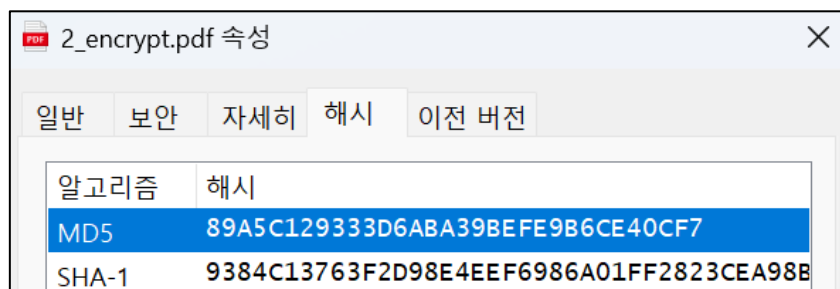 PDF
2_encrypt.pdf 속성
일반 보안 자세히 해시 이전 버전
알고리즘 해시
MD5 89A5C129333D6ABA39BEFE9B6CE40CF7
SHA-1 9384C13763F2D98E4EEF6986A01FF2823CEA98B